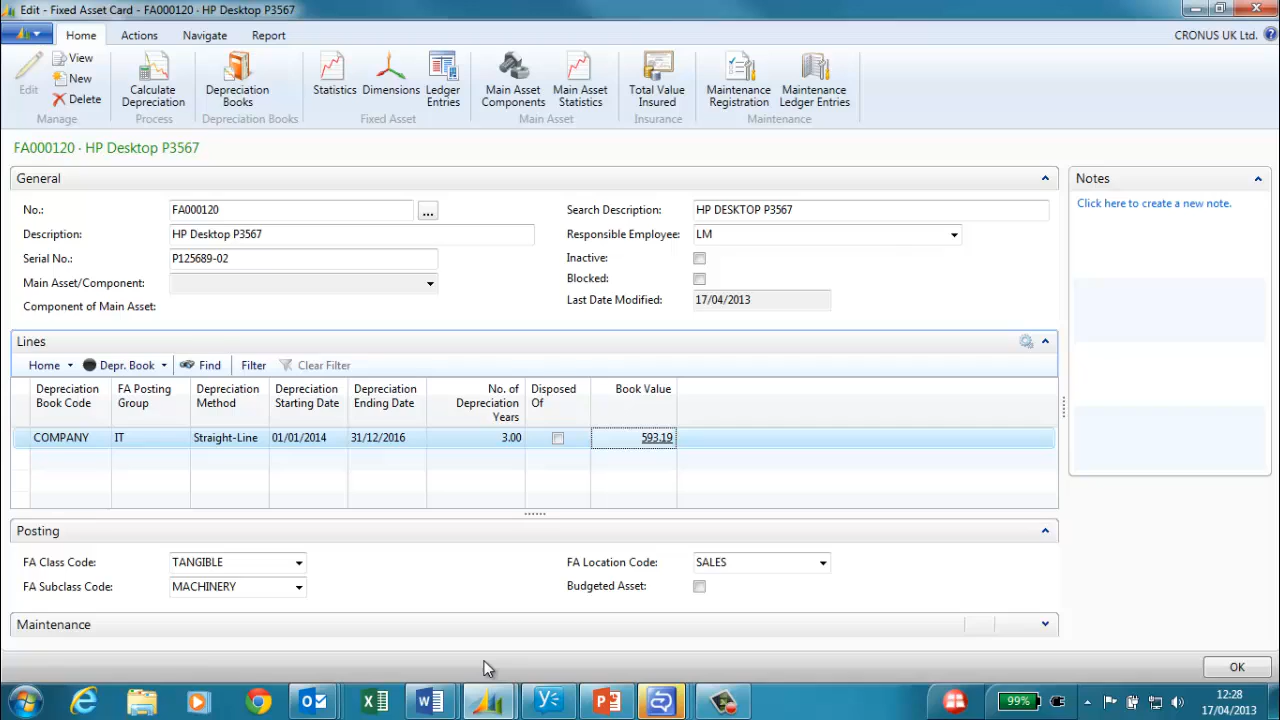 Edit - Fixed Asset Card - FA000120 · HP Desktop P3567
Home Actions Navigate Report CRONUS UK Ltd.
Edit
View
New
Delete
Manage
Calculate Depreciation
Process
Depreciation Books
Depreciation Books
Statistics
Dimensions
Ledger Entries
Fixed Asset
Main Asset Components
Main Asset Statistics
Main Asset
Total Value Insured
Insurance
Maintenance Registration
Maintenance Ledger Entries
Maintenance
FA000120 · HP Desktop P3567
General
No.: FA000120 ...
Description: HP Desktop P3567
Serial No.: P125689-02
Main Asset/Component:
Component of Main Asset:
Search Description: HP DESKTOP P3567
Responsible Employee: LM
Inactive:
Blocked:
Last Date Modified: 17/04/2013
Notes
Click here to create a new note.
Lines
Home Depr. Book Find Filter Clear Filter
Depreciation Book Code
FA Posting Group
Depreciation Method
Depreciation Starting Date
Depreciation Ending Date
No. of Depreciation Years
Disposed Of
Book Value
COMPANY IT Straight-Line 01/01/2014 31/12/2016 3.00 593.19
Posting
FA Class Code: TANGIBLE
FA Subclass Code: MACHINERY
FA Location Code: SALES
Budgeted Asset:
Maintenance
OK
99%
12:28
17/04/2013